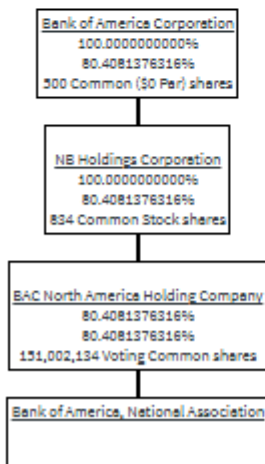 Bank of America Corporation
100.0000000000%
80.4081376316%
500 Common ($0 Par) shares
NB Holdings Corporation
100.0000000000%
80.4081376316%
834 Common Stock shares
BAC North America Holding Company
80.4081376316%
80.4081376316%
151,002,134 Voting Common shares
Bank of America, National Association